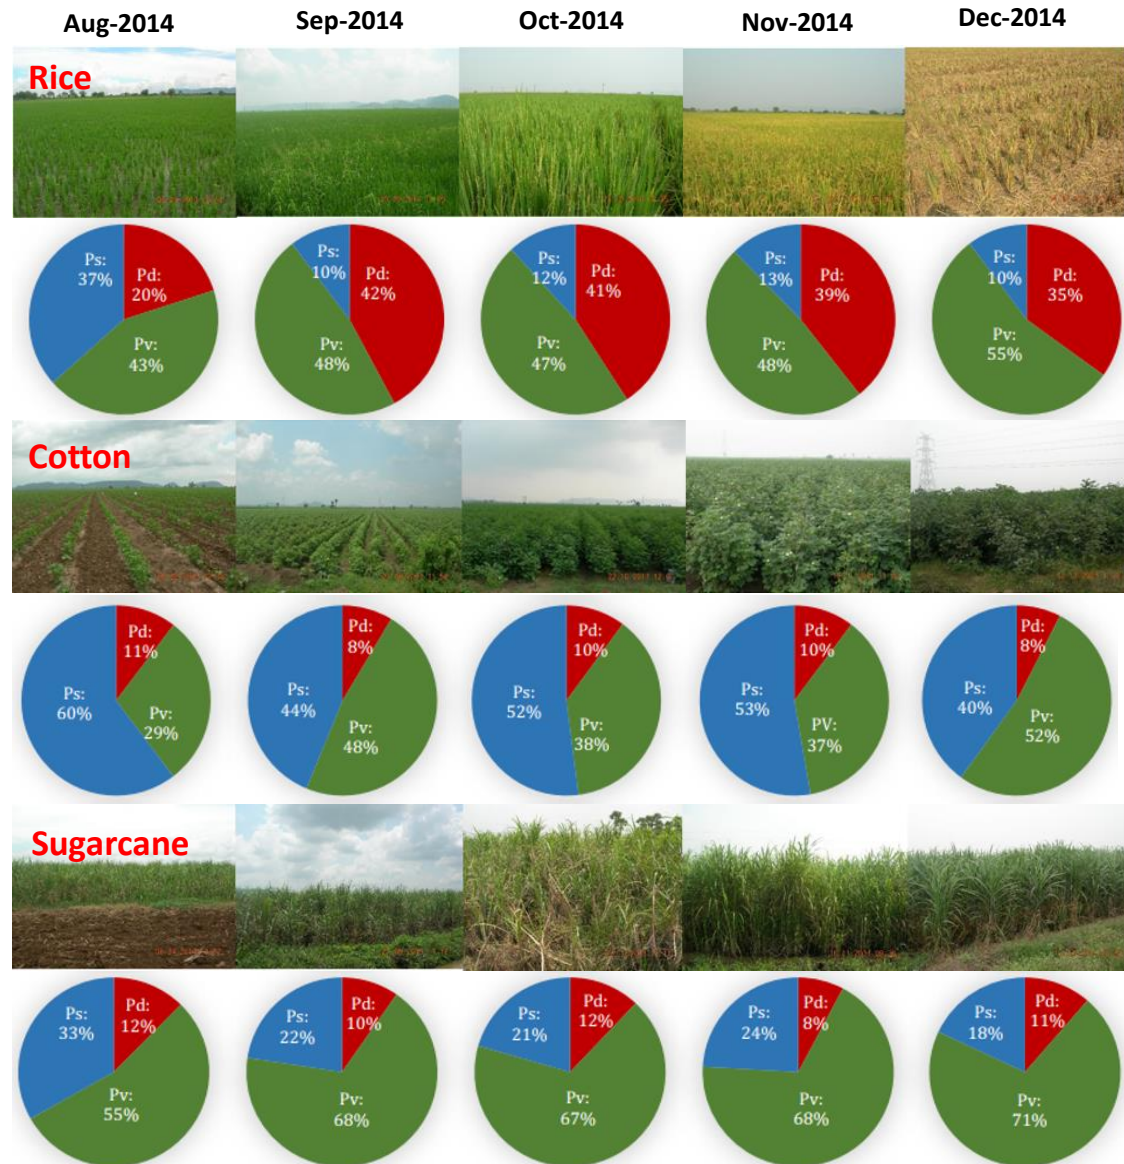 Aug-2014 Sep-2014 Oct-2014 Nov-2014 Dec-2014
Rice
Ps:
37%
Pd:
20%
Pv:
43%
Ps:
10%
Pd:
42%
Pv:
48%
Ps:
12%
Pd:
41%
Pv:
47%
Ps:
13%
Pd:
39%
Pv:
48%
Ps:
10%
Pd:
35%
Pv:
55%
Cotton
Pd:
11%
Ps:
60%
Pv:
29%
Pd:
8%
Ps:
44%
Pv:
48%
Pd:
10%
Ps:
52%
Pv:
38%
Pd:
10%
Ps:
53%
PV:
37%
Pd:
8%
Ps:
40%
Pv:
52%
Sugarcane
Ps:
33%
Pd:
12%
Pv:
55%
Ps:
22%
Pd:
10%
Pv:
68%
Ps:
21%
Pd:
12%
Pv:
67%
Ps:
24%
Pd:
8%
Pv:
68%
Ps:
18%
Pd:
11%
Pv:
71%